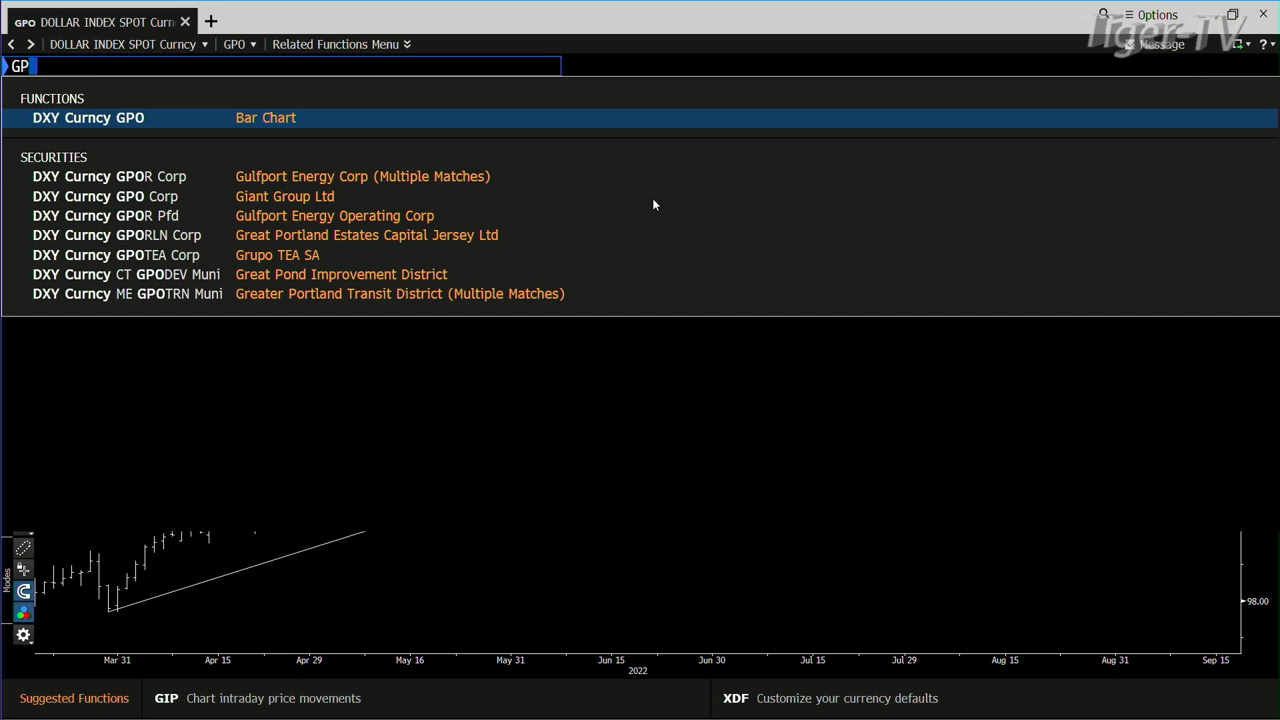 GPO DOLLAR INDEX SPOT Curn
Options
DOLLAR INDEX SPOT Curncy
GPO
Related Functions Menu
Message
?
Tiger-TV
GP
FUNCTIONS
DXY Curncy GPO Bar Chart
SECURITIES
DXY Curncy GPOR Corp Gulfport Energy Corp (Multiple Matches)
DXY Curncy GPO Corp Giant Group Ltd
DXY Curncy GPOR Pfd Gulfport Energy Operating Corp
DXY Curncy GPORLN Corp Great Portland Estates Capital Jersey Ltd
DXY Curncy GPOTEA Corp Grupo TEA SA
DXY Curncy CT GPODEV Muni Great Pond Improvement District
DXY Curncy ME GPOTRN Muni Greater Portland Transit District (Multiple Matches)
Modes
98.00
Mar 31 Apr 15 Apr 29 May 16 May 31 Jun 15 Jun 30 Jul 15 Jul 29 Aug 15 Aug 31 Sep 15
2022
Suggested Functions GIP Chart intraday price movements XDF Customize your currency defaults